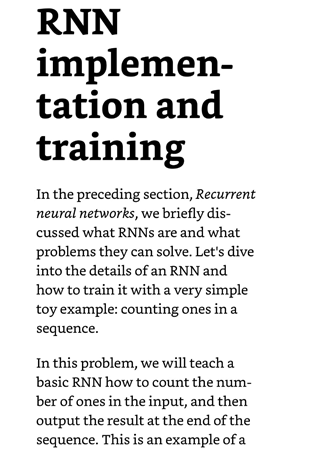 RNN
implemen-
tation and
training
In the preceding section, Recurrent
neural networks, we briefly dis-
cussed what RNNs are and what
problems they can solve. Let's dive
into the details of an RNN and
how to train it with a very simple
toy example: counting ones in a
sequence.
In this problem, we will teach a
basic RNN how to count the num-
ber of ones in the input, and then
output the result at the end of the
sequence. This is an example of a